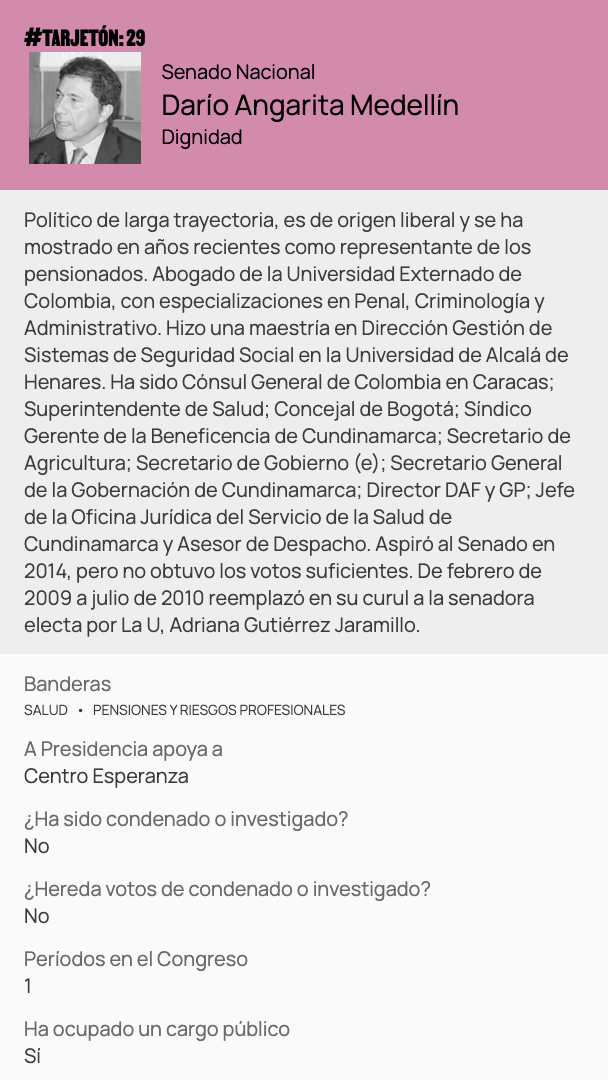 #TARJETÓN: 29
Senado Nacional
Darío Angarita Medellín
Dignidad
Político de larga trayectoria, es de origen liberal y se ha
mostrado en años recientes como representante de los
pensionados. Abogado de la Universidad Externado de
Colombia, con especializaciones en Penal, Criminología y
Administrativo. Hizo una maestría en Dirección Gestión de
Sistemas de Seguridad Social en la Universidad de Alcalá de
Henares. Ha sido Cónsul General de Colombia en Caracas;
Superintendente de Salud; Concejal de Bogotá; Síndico
Gerente de la Beneficencia de Cundinamarca; Secretario de
Agricultura; Secretario de Gobierno (e); Secretario General
de la Gobernación de Cundinamarca; Director DAF y GP; Jefe
de la Oficina Jurídica del Servicio de la Salud de
Cundinamarca y Asesor de Despacho. Aspiró al Senado en
2014, pero no obtuvo los votos suficientes. De febrero de
2009 a julio de 2010 reemplazó en su curul a la senadora
electa por La U, Adriana Gutiérrez Jaramillo.
Banderas
SALUD • PENSIONES Y RIESGOS PROFESIONALES
A Presidencia apoya a
Centro Esperanza
¿Ha sido condenado o investigado?
No
¿Hereda votos de condenado o investigado?
No
Períodos en el Congreso
1
Ha ocupado un cargo público
Sí